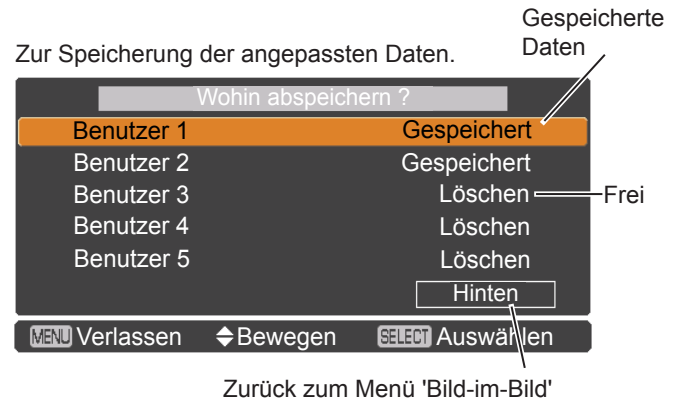 Gespeicherte
Daten
Zur Speicherung der angepassten Daten.
Wohin abspeichern ?
Benutzer 1 Gespeichert
Benutzer 2 Gespeichert
Benutzer 3 Löschen Frei
Benutzer 4 Löschen
Benutzer 5 Löschen
Hinten
MENU Verlassen Bewegen SELECT Auswählen
Zurück zum Menü 'Bild-im-Bild'